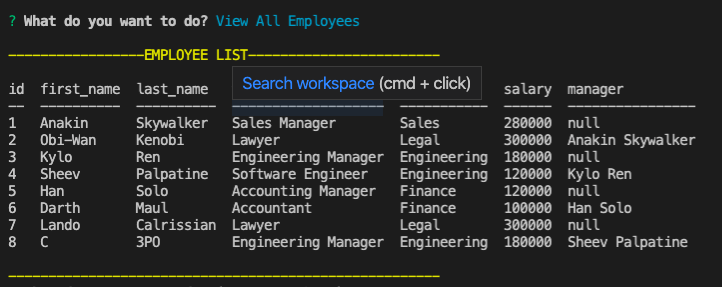 ? What do you want to do? View All Employees
-----------------EMPLOYEE LIST------------------------
id first_name last_name salary manager
Search workspace (cmd + click)
-- ---------- ---------- ------------------- ----------- ------ ----------------
1 Anakin Skywalker Sales Manager Sales 280000 null
2 Obi-Wan Kenobi Lawyer Legal 300000 Anakin Skywalker
3 Kylo Ren Engineering Manager Engineering 180000 null
4 Sheev Palpatine Software Engineer Engineering 120000 Kylo Ren
5 Han Solo Accounting Manager Finance 120000 null
6 Darth Maul Accountant Finance 100000 Han Solo
7 Lando Calrissian Lawyer Legal 300000 null
8 C 3PO Engineering Manager Engineering 180000 Sheev Palpatine
------------------------------------------------------